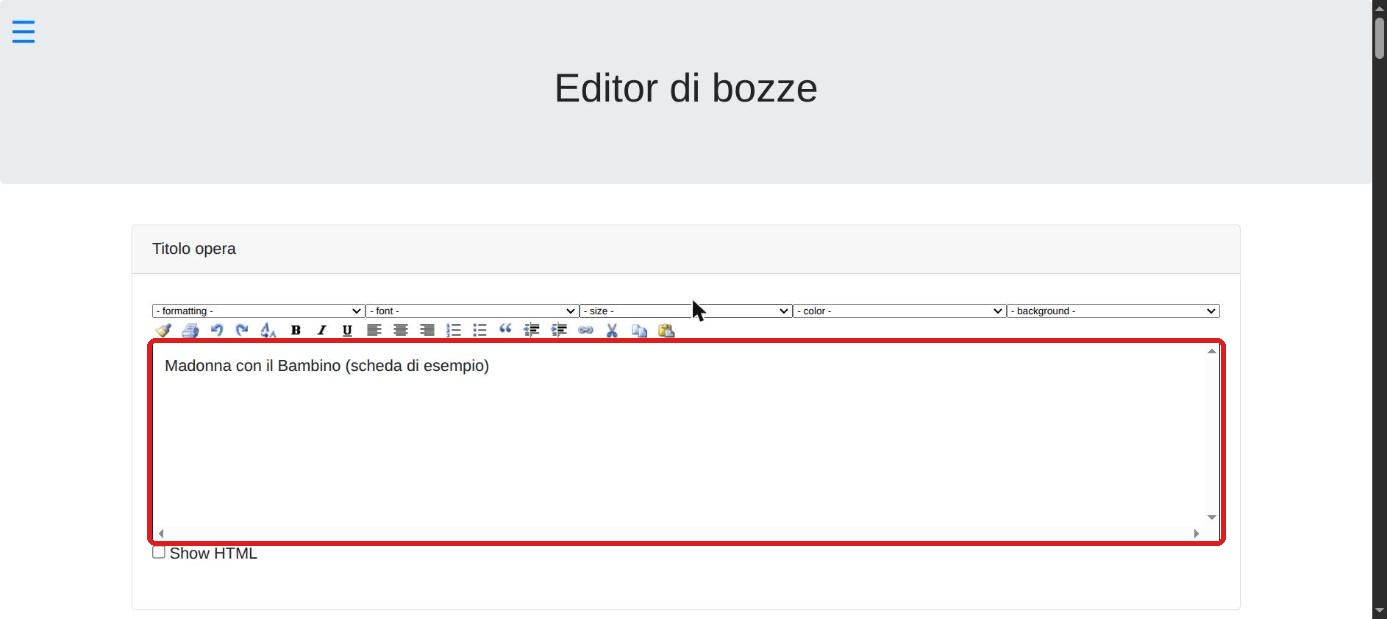 Editor di bozze
Titolo opera
- formatting - - font - - size - - color - - background -
B I U
Madonna con il Bambino (scheda di esempio)
Show HTML